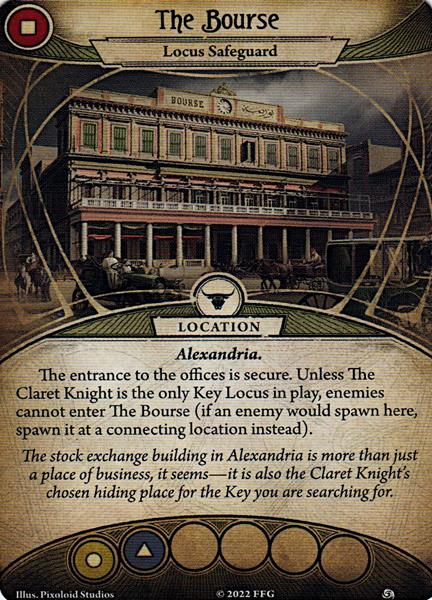 The Bourse
Locus Safeguard
BOURSE
LOCATION
Alexandria.
The entrance to the offices is secure. Unless The
Claret Knight is the only Key Locus in play, enemies
cannot enter The Bourse (if an enemy would spawn here,
spawn it at a connecting location instead).
The stock exchange building in Alexandria is more than just
a place of business, it seems—it is also the Claret Knight's
chosen hiding place for the Key you are searching for.
Illus. Pixoloid Studios
© 2022 FFG